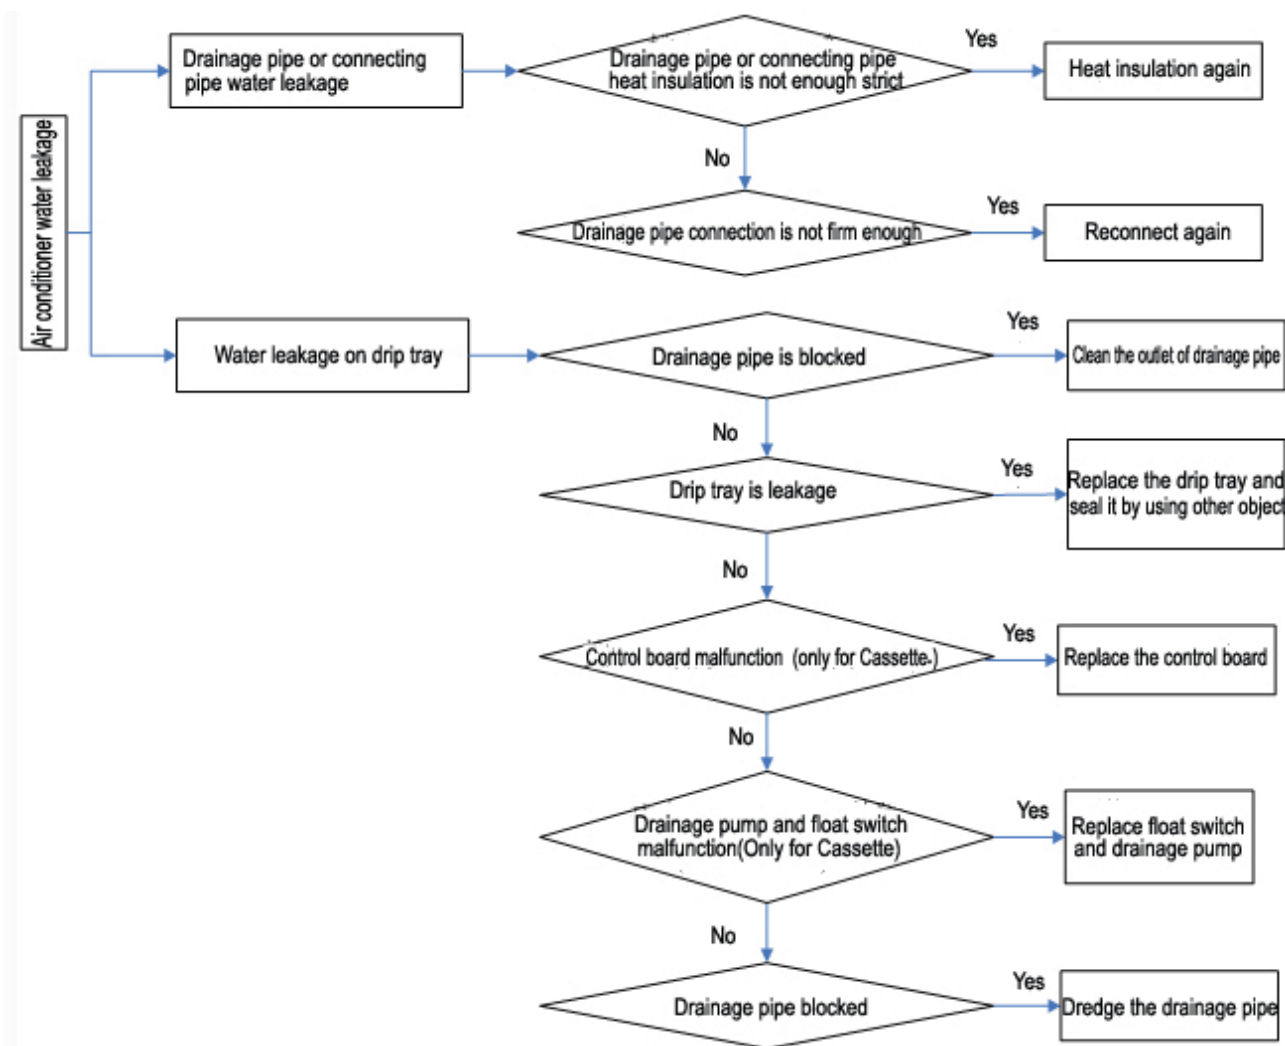 Air conditioner water leakage
Drainage pipe or connecting
pipe water leakage
Drainage pipe or connecting pipe
heat insulation is not enough strict
Yes
Heat insulation again
No
Drainage pipe connection is not firm enough
Yes
Reconnect again
Water leakage on drip tray
Drainage pipe is blocked
Yes
Clean the outlet of drainage pipe
No
Drip tray is leakage
Yes
Replace the drip tray and
seal it by using other object
No
Control board malfunction (only for Cassette.)
Yes
Replace the control board
No
Drainage pump and float switch
malfunction(Only for Cassette)
Yes
Replace float switch
and drainage pump
No
Drainage pipe blocked
Yes
Dredge the drainage pipe